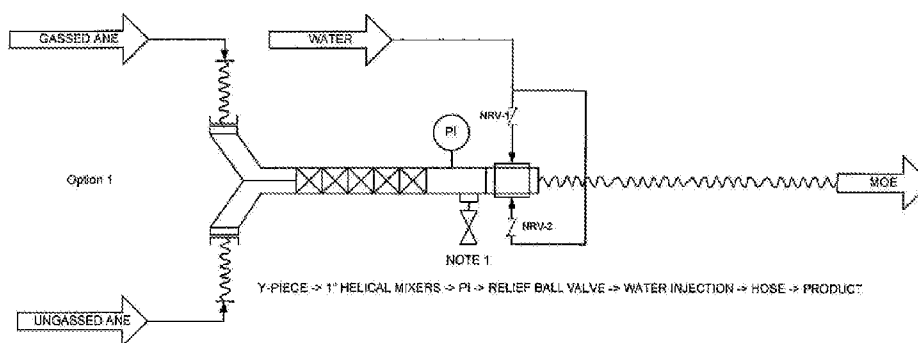 GASSED ANE
WATER
NRV-1
PI
Option 1
MOE
NRV-2
NOTE 1
Y-PIECE -> 1" HELICAL MIXERS -> PI -> RELIEF BALL VALVE -> WATER INJECTION -> HOSE -> PRODUCT
UNGASSED ANE